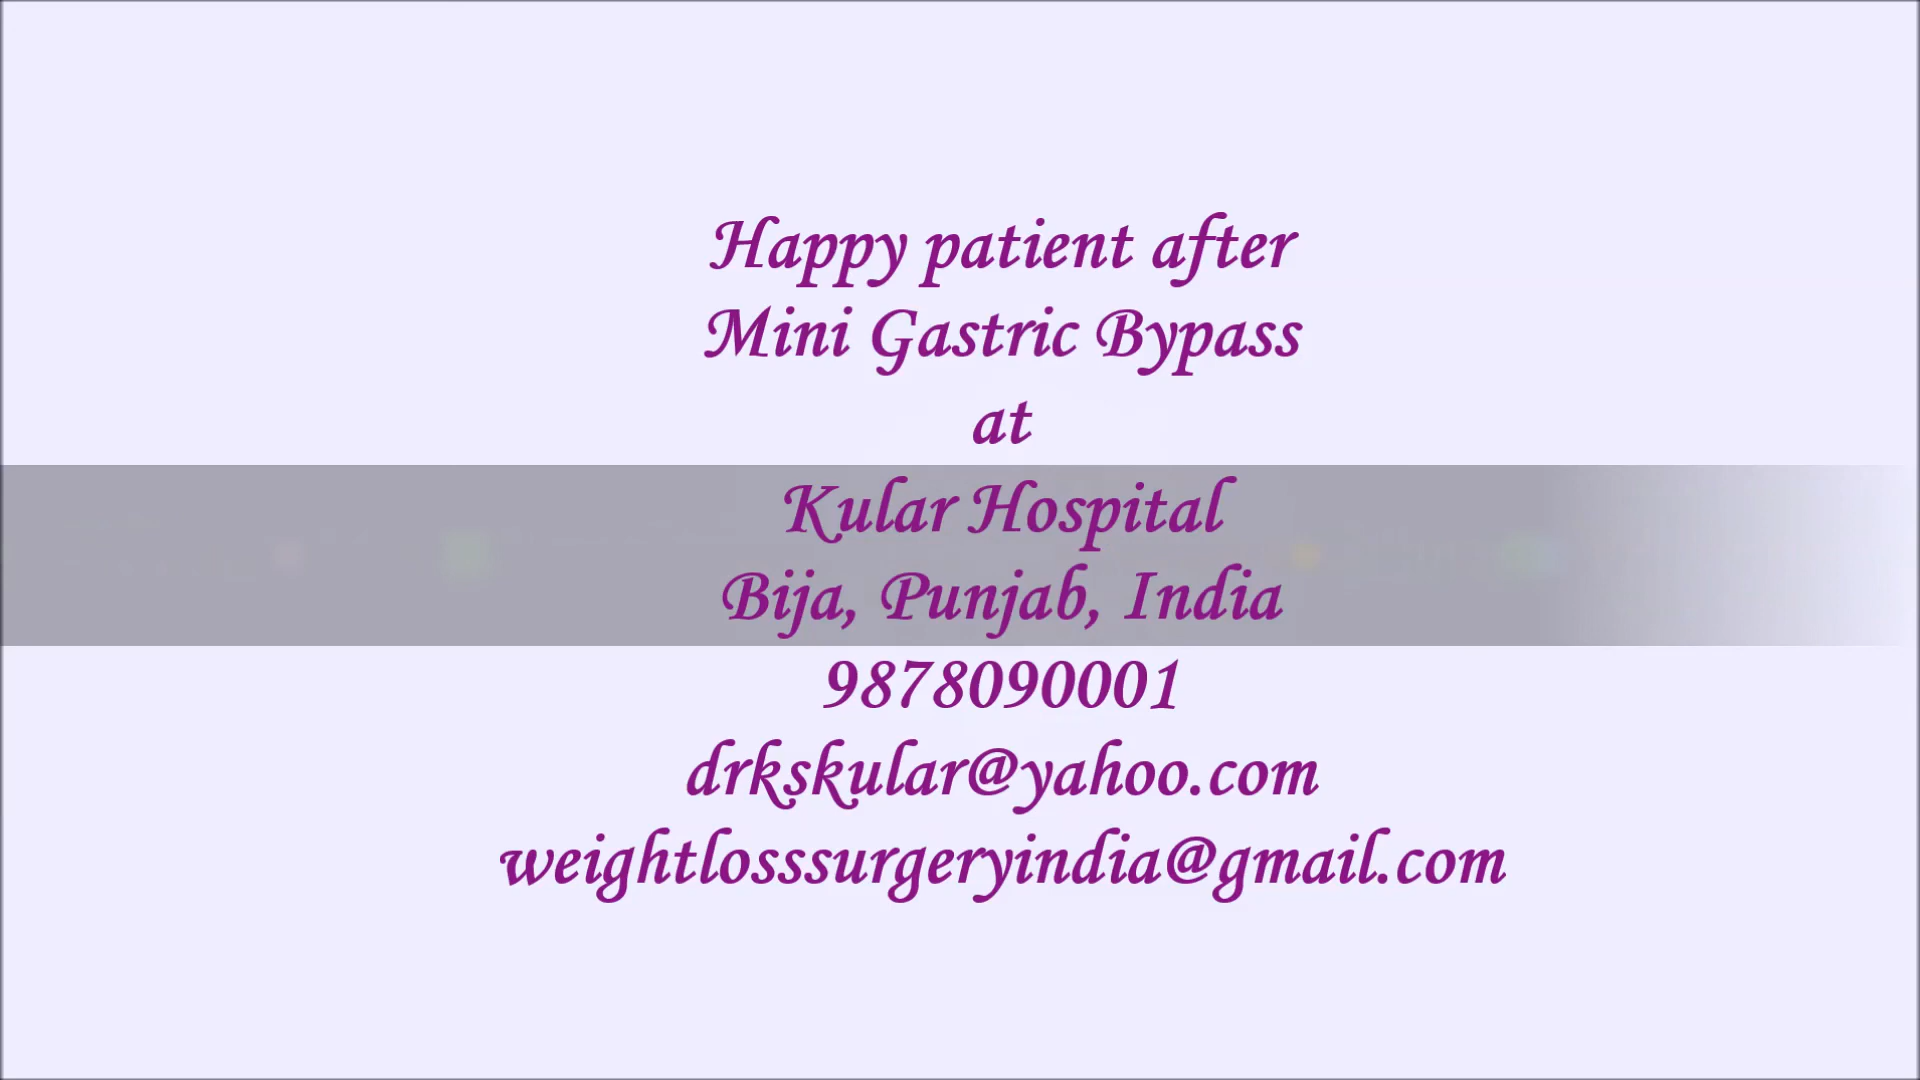 Happy patient after
Mini Gastric Bypass
at
Kular Hospital
Bija, Punjab, India
9878090001
drkskular@yahoo.com
weightlosssurgeryindia@gmail.com